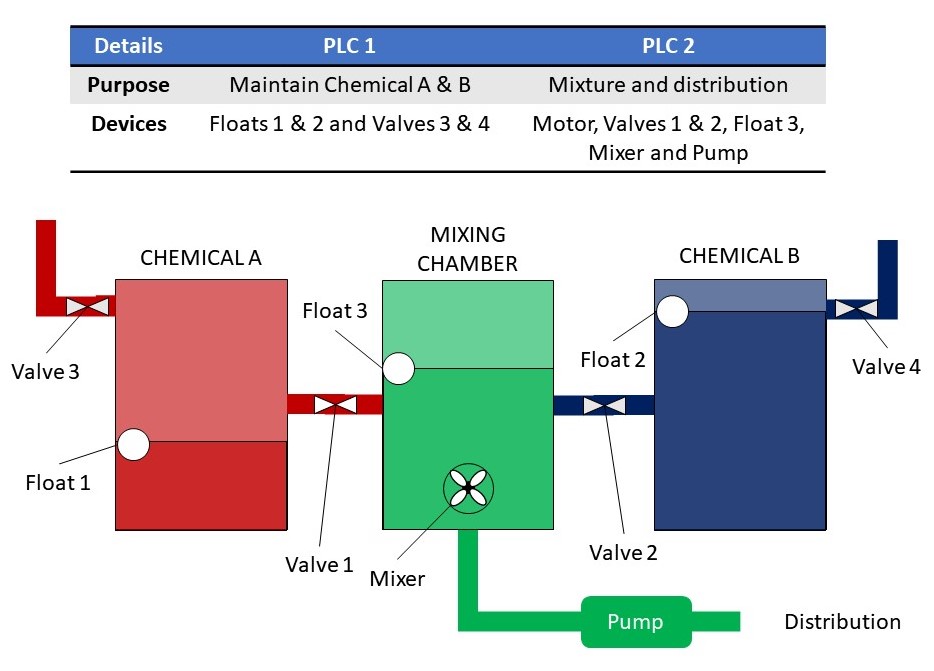 Details PLC 1 PLC 2
Purpose Maintain Chemical A & B Mixture and distribution
Devices Floats 1 & 2 and Valves 3 & 4 Motor, Valves 1 & 2, Float 3,
Mixer and Pump
MIXING
CHAMBER
CHEMICAL A
CHEMICAL B
Float 3
Float 2
Valve 3
Valve 4
Float 1
Valve 1
Valve 2
Mixer
Pump
Distribution